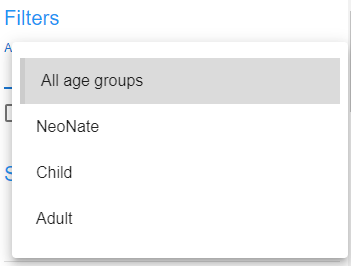 Filters
A
All age groups
NeoNate
Child
Adult
S